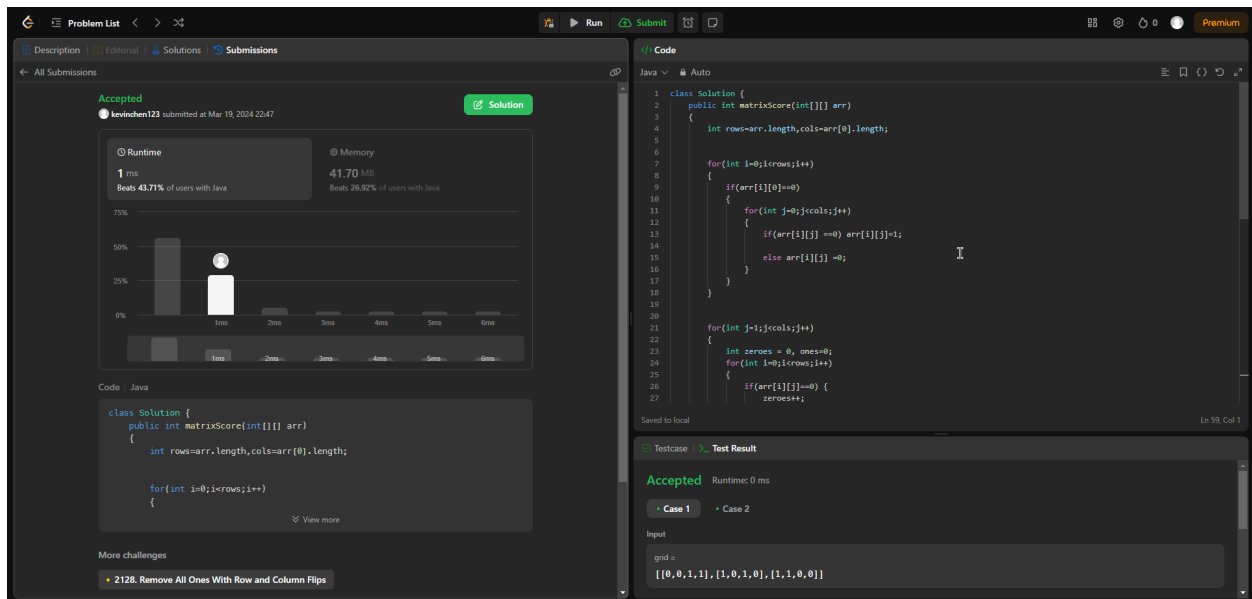 Problem List
Run
Submit
0
Premium
Description | Editorial | Solutions | Submissions
All Submissions
Accepted
kevinchen123 submitted at Mar 19, 2024 22:47
Solution
Runtime
1 ms
Beats 43.71% of users with Java
Memory
41.70 MB
Beats 26.92% of users with Java
75%
50%
25%
0%
1ms 2ms 3ms 4ms 5ms 6ms
1ms 2ms 3ms 4ms 5ms 6ms
Code | Java
class Solution {
public int matrixScore(int[][] arr)
{
int rows=arr.length,cols=arr[0].length;
for(int i=0;i<rows;i++)
{
View more
More challenges
2128. Remove All Ones With Row and Column Flips
</> Code
Java Auto
1 class Solution {
2 public int matrixScore(int[][] arr)
3 {
4 int rows=arr.length,cols=arr[0].length;
5
6
7 for(int i=0;i<rows;i++)
8 {
9 if(arr[i][0]==0)
10 {
11 for(int j=0;j<cols;j++)
12 {
13 if(arr[i][j] ==0) arr[i][j]=1;
14
15 else arr[i][j] =0;
16 }
17 }
18 }
19
20
21 for(int j=1;j<cols;j++)
22 {
23 int zeroes = 0, ones=0;
24 for(int i=0;i<rows;i++)
25 {
26 if(arr[i][j]==0) {
27 zeroes++;
Saved to local
Ln 59, Col 1
Testcase | >_ Test Result
Accepted Runtime: 0 ms
Case 1 Case 2
Input
grid =
[[0,0,1,1],[1,0,1,0],[1,1,0,0]]